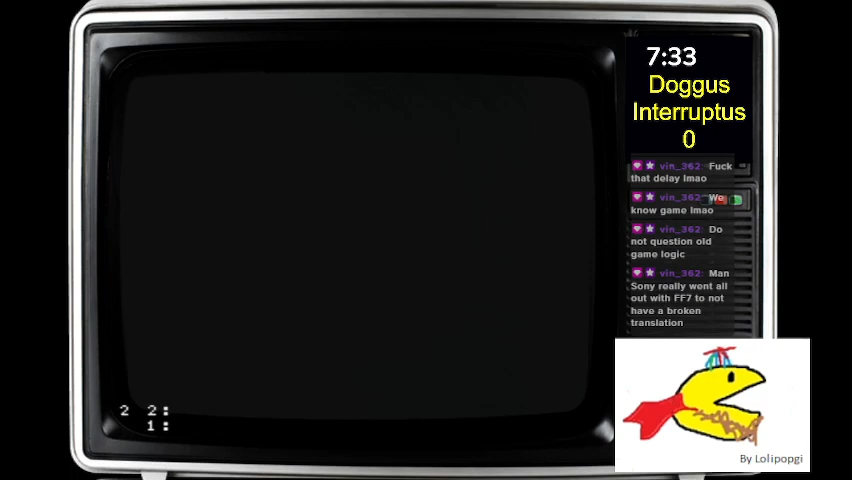 7:33
Doggus
Interruptus
0
vin_362: Fuck
that delay lmao
vin_362: We
know game lmao
vin_362: Do
not question old
game logic
vin_362: Man
Sony really went all
out with FF7 to not
have a broken
translation
2 2:
1:
By Lolipopgi